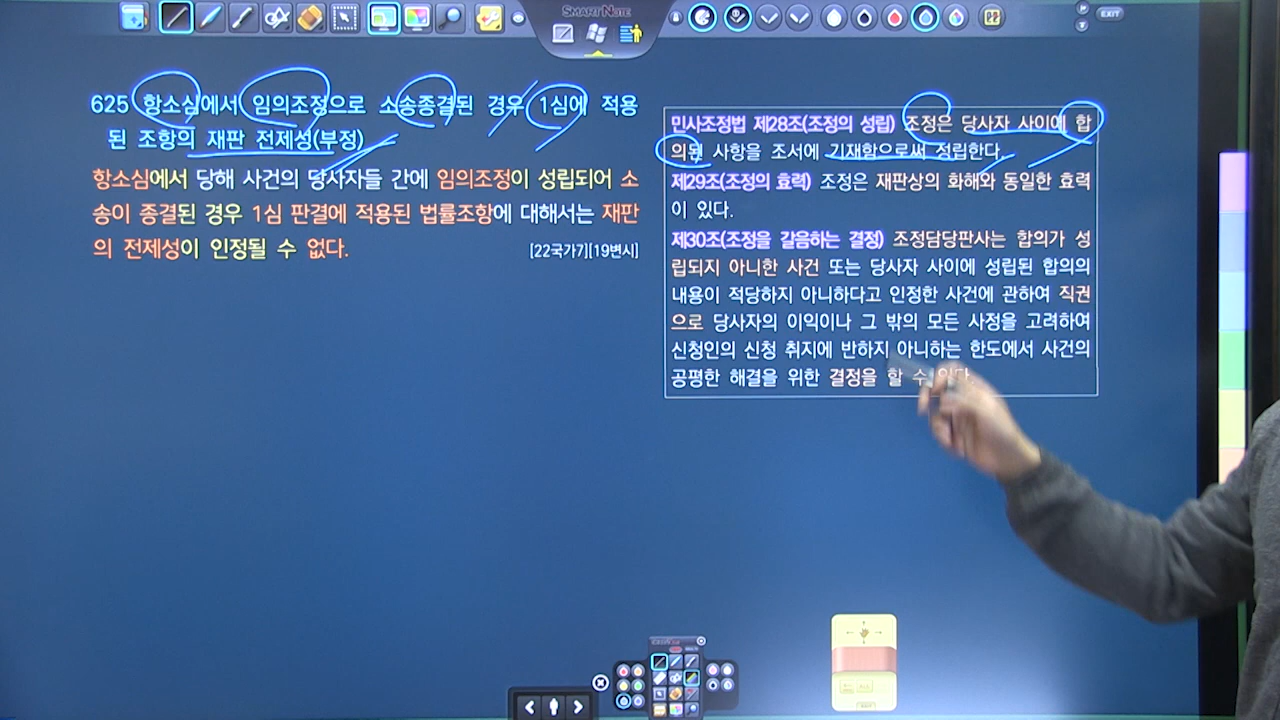 SMART NOTE
EXIT
625 항소심에서 임의조정으로 소송종결된 경우 1심에 적용
된 조항의 재판 전제성(부정)
항소심에서 당해 사건의 당사자들 간에 임의조정이 성립되어 소
송이 종결된 경우 1심 판결에 적용된 법률조항에 대해서는 재판
의 전제성이 인정될 수 없다.
[22국가7][19변시]
민사조정법 제28조(조정의 성립) 조정은 당사자 사이에 합
의된 사항을 조서에 기재함으로써 성립한다.
제29조(조정의 효력) 조정은 재판상의 화해와 동일한 효력
이 있다.
제30조(조정을 갈음하는 결정) 조정담당판사는 합의가 성
립되지 아니한 사건 또는 당사자 사이에 성립된 합의의
내용이 적당하지 아니하다고 인정한 사건에 관하여 직권
으로 당사자의 이익이나 그 밖의 모든 사정을 고려하여
신청인의 신청 취지에 반하지 아니하는 한도에서 사건의
공평한 해결을 위한 결정을 할 수 있다.